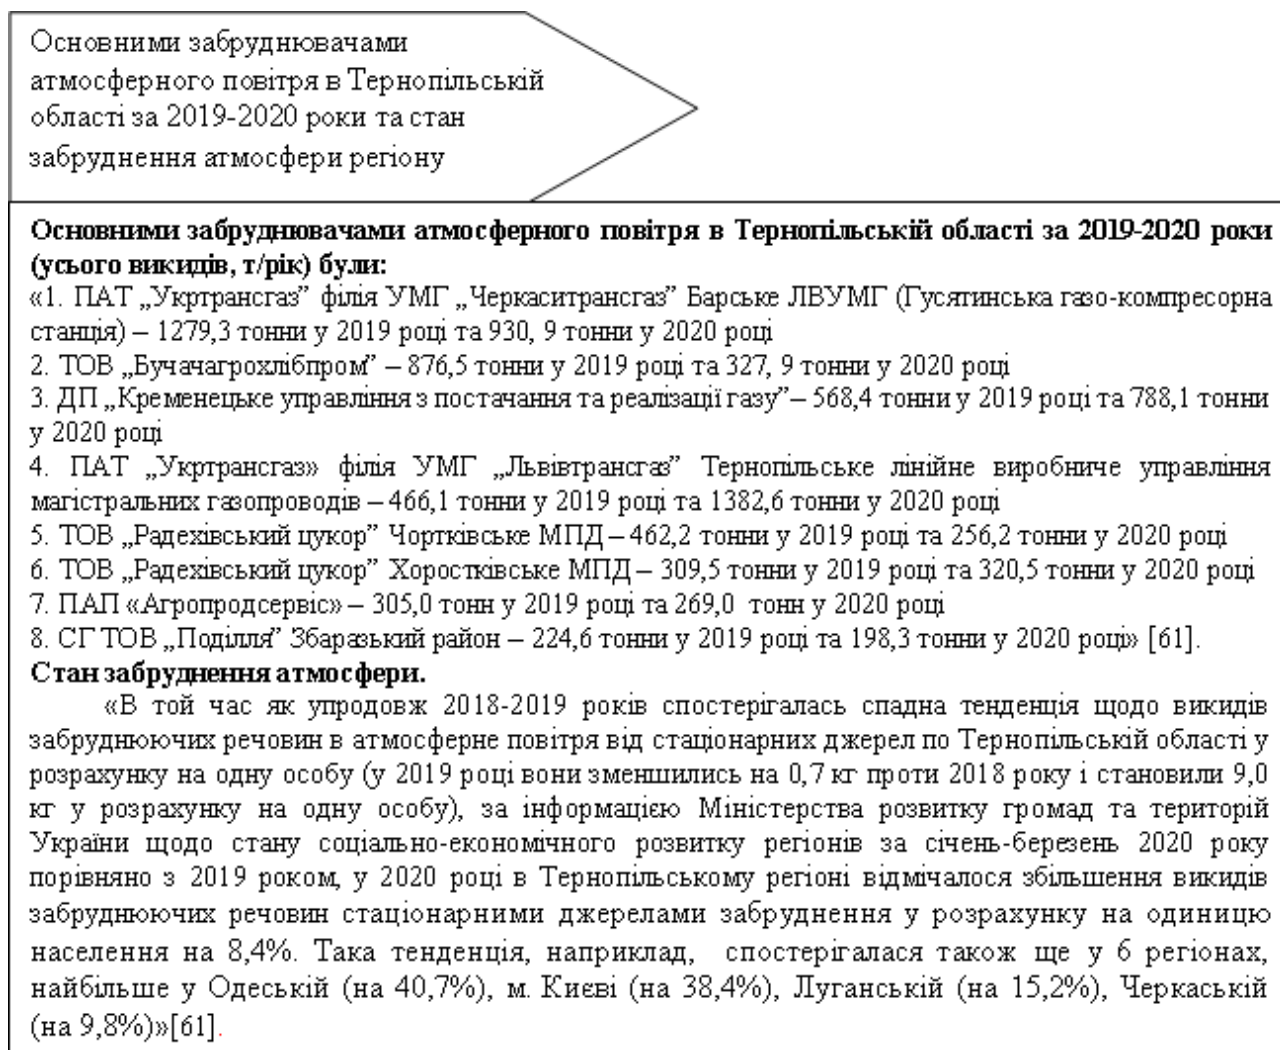 Основними забруднювачами
атмосферного повітря в Тернопільській
області за 2019-2020 роки та стан
забруднення атмосфери регіону
Основними забруднювачами атмосферного повітря в Тернопільській області за 2019-2020 роки
(усього викидів, т/рік) були:
«1. ПАТ „Укртрансгаз” філія УМГ „Черкаситрансгаз” Барське ЛВУМГ (Гусятинська газо-компресорна
станція) – 1279,3 тонни у 2019 році та 930, 9 тонни у 2020 році
2. ТОВ „Бучачагрохлібпром” – 876,5 тонни у 2019 році та 327, 9 тонни у 2020 році
3. ДП „Кременецьке управління з постачання та реалізації газу”– 568,4 тонни у 2019 році та 788,1 тонни
у 2020 році
4. ПАТ „Укртрансгаз» філія УМГ „Львівтрансгаз” Тернопільське лінійне виробниче управління
магістральних газопроводів – 466,1 тонни у 2019 році та 1382,6 тонни у 2020 році
5. ТОВ „Радехівський цукор” Чортківське МПД – 462,2 тонни у 2019 році та 256,2 тонни у 2020 році
6. ТОВ „Радехівський цукор” Хоростківське МПД – 309,5 тонни у 2019 році та 320,5 тонни у 2020 році
7. ПАП «Агропродсервіс» – 305,0 тонн у 2019 році та 269,0 тонн у 2020 році
8. СГ ТОВ „Поділля” Збаразький район – 224,6 тонни у 2019 році та 198,3 тонни у 2020 році» [61].
Стан забруднення атмосфери.
«В той час як упродовж 2018-2019 років спостерігалась спадна тенденція щодо викидів
забруднюючих речовин в атмосферне повітря від стаціонарних джерел по Тернопільській області у
розрахунку на одну особу (у 2019 році вони зменшились на 0,7 кг проти 2018 року і становили 9,0
кг у розрахунку на одну особу), за інформацією Міністерства розвитку громад та територій
України щодо стану соціально-економічного розвитку регіонів за січень-березень 2020 року
порівняно з 2019 роком, у 2020 році в Тернопільському регіоні відмічалося збільшення викидів
забруднюючих речовин стаціонарними джерелами забруднення у розрахунку на одиницю
населення на 8,4%. Така тенденція, наприклад, спостерігалася також ще у 6 регіонах,
найбільше у Одеській (на 40,7%), м. Києві (на 38,4%), Луганській (на 15,2%), Черкаській
(на 9,8%)»[61].